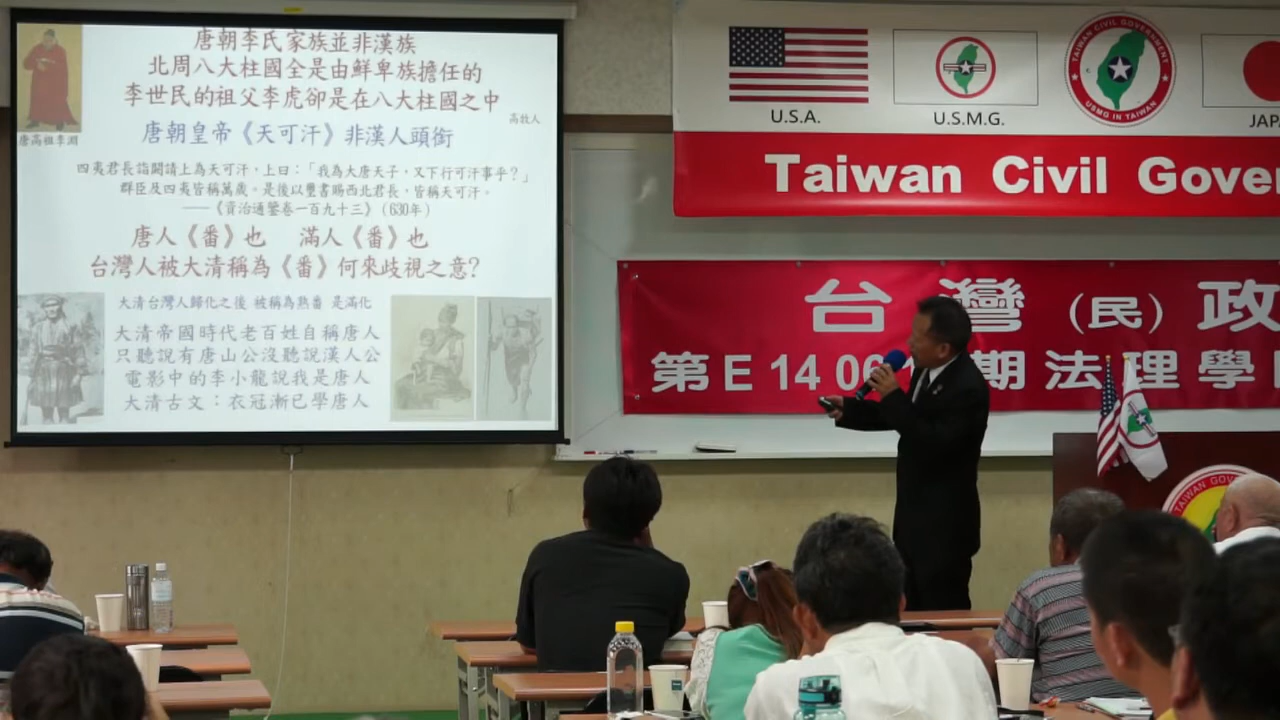 唐朝李氏家族並非漢族
北周八大柱國全是由鮮卑族擔任的
李世民的祖父李虎卻是在八大柱國之中
高敖人
唐高祖李淵
唐朝皇帝《天可汗》非漢人頭銜
四夷君長詣闕請上為天可汗，上曰：「我為大唐天子，又下行可汗事乎？」
群臣及四夷皆稱萬歲。是後以璽書賜西北君長，皆稱天可汗。
——《資治通鑒卷一百九十三》（630年）
唐人《番》也 滿人《番》也
台灣人被大清稱為《番》何來歧視之意？
大清台灣人歸化之後 被稱為熟番 是滿化
大清帝國時代老百姓自稱唐人
只聽說有唐山公沒聽說漢人公
電影中的李小龍說我是唐人
大清古文：衣冠漸已學唐人
U.S.A.
U.S.M.G.
TAIWAN CIVIL GOVERNMENT
USMG IN TAIWAN
JAPA
Taiwan Civil Gover
台灣（民）政
第E 14 06 期法理學
TAIWAN GOV